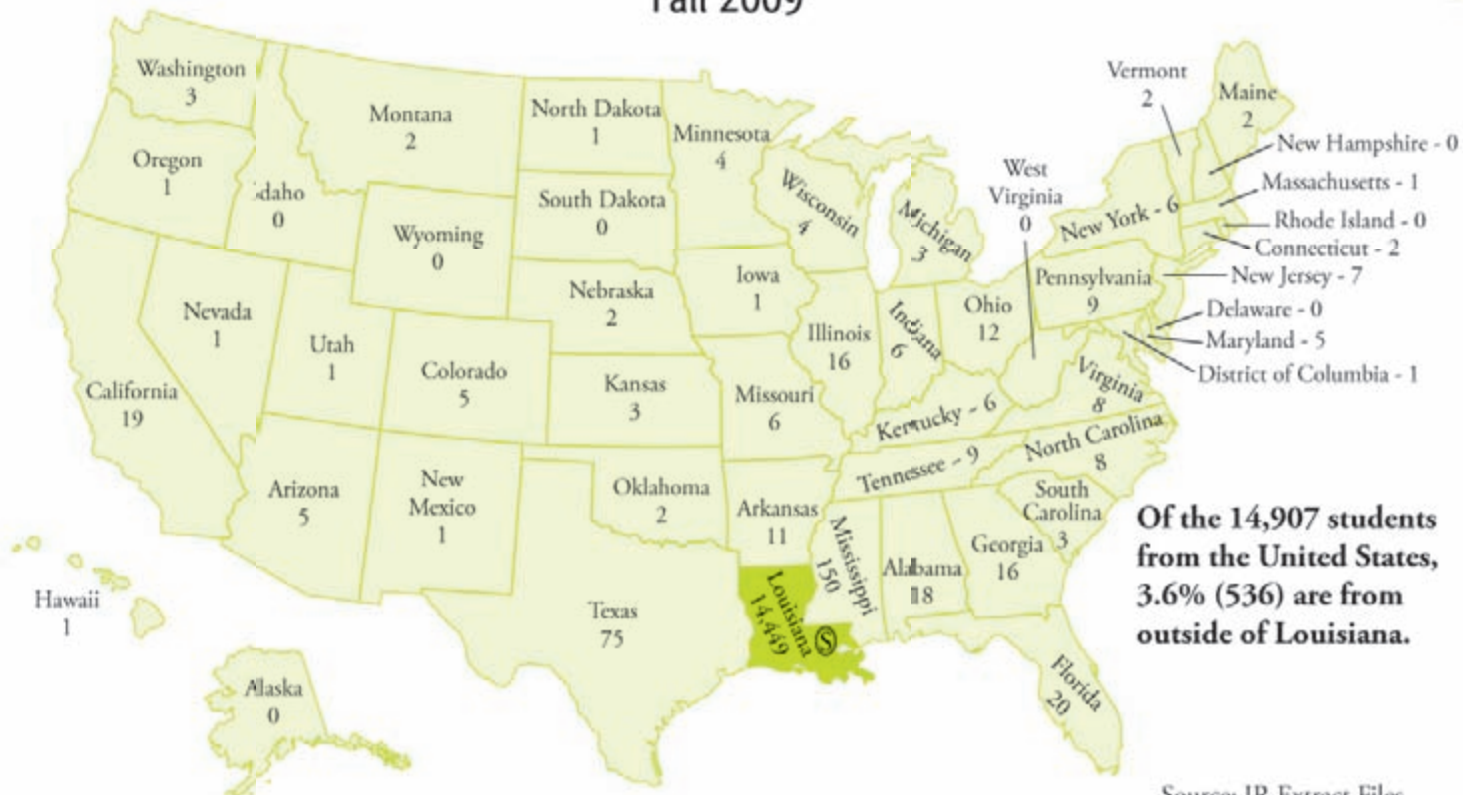 Fall 2009
Washington
3
Oregon
1
Idaho
0
Montana
2
North Dakota
1
Minnesota
4
South Dakota
0
Wyoming
0
Wisconsin
4
Michigan
3
Vermont
2
Maine
2
New Hampshire - 0
Massachusetts - 1
Rhode Island - 0
Connecticut - 2
New York - 6
West
Virginia
0
Pennsylvania
9
New Jersey - 7
Delaware - 0
Maryland - 5
District of Columbia - 1
Nevada
1
Utah
1
California
19
Colorado
5
Nebraska
2
Iowa
1
Kansas
3
Illinois
16
Indiana
6
Ohio
12
Missouri
6
Kentucky - 6
Virginia
8
North Carolina
8
Tennessee - 9
South
Carolina
3
Arizona
5
New
Mexico
1
Oklahoma
2
Arkansas
11
Mississippi
150
Alabama
18
Georgia
16
Texas
75
Louisiana
14,449
S
Florida
20
Hawaii
1
Alaska
0
Of the 14,907 students
from the United States,
3.6% (536) are from
outside of Louisiana.
Source: IR Extract Files